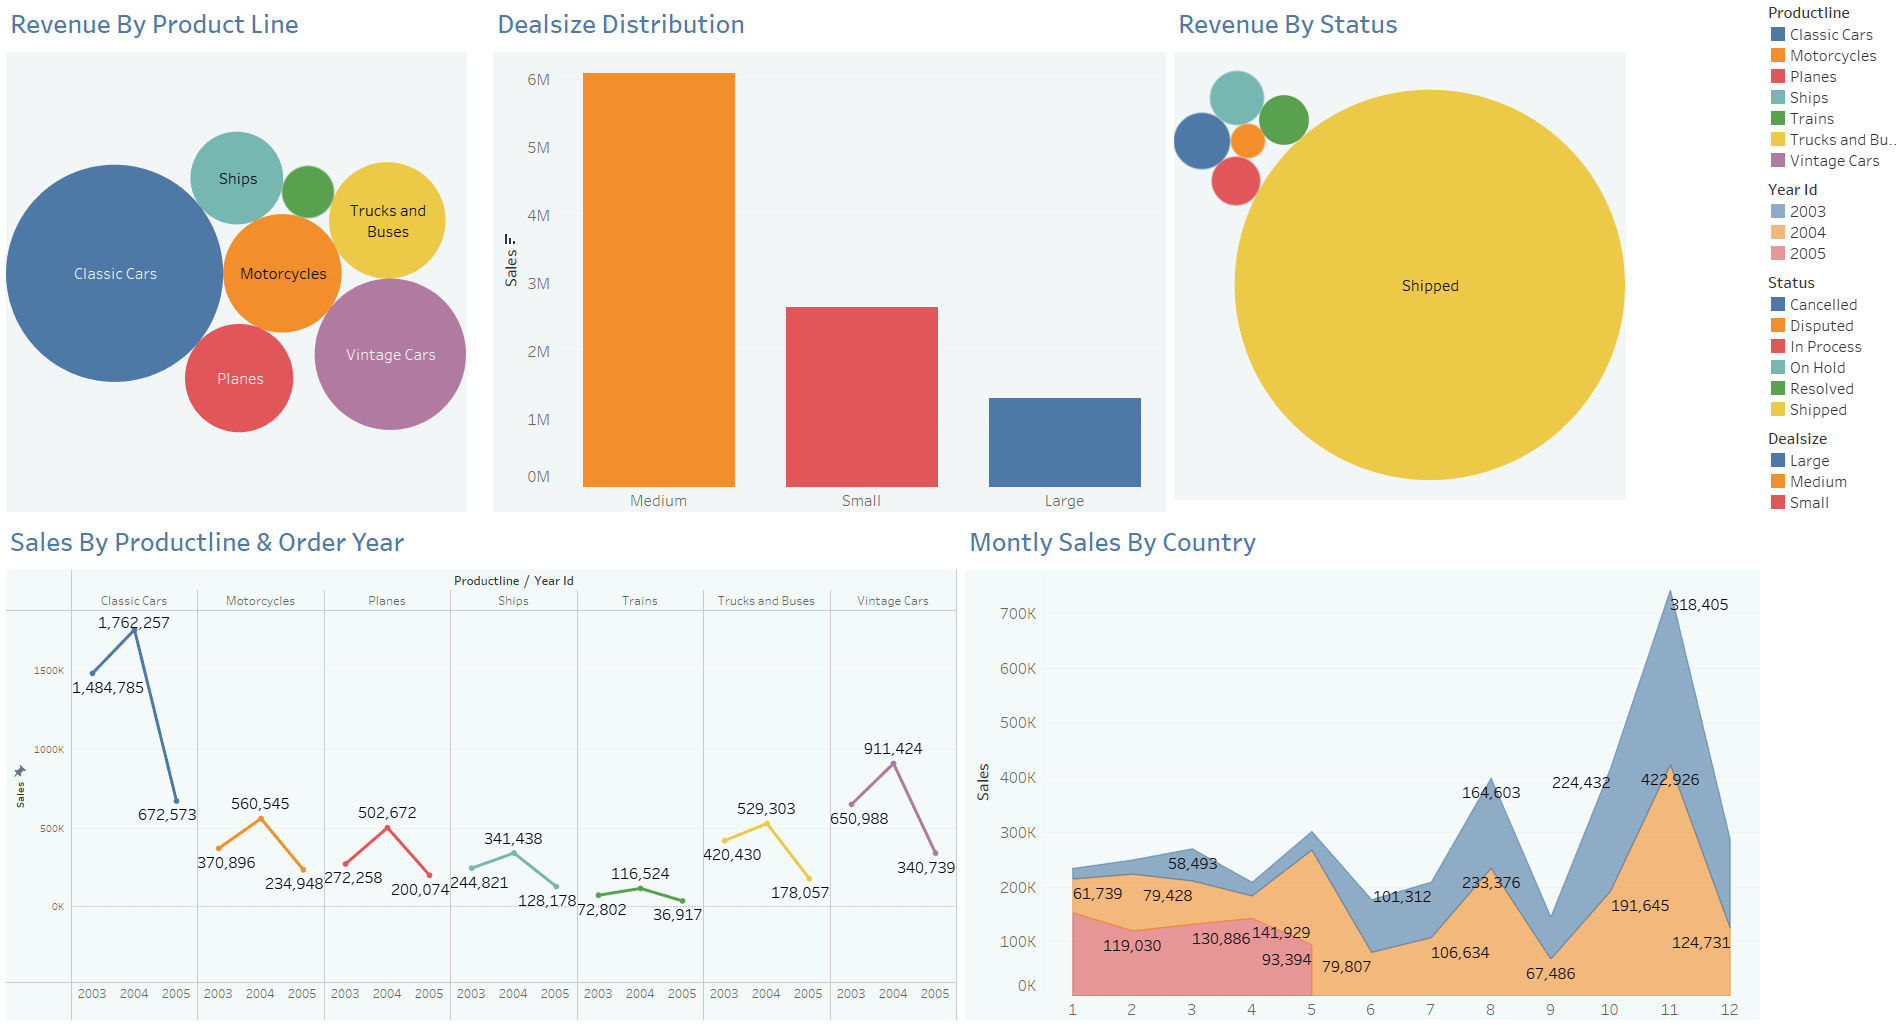 Revenue By Product Line
Classic Cars
Ships
Motorcycles
Trucks and
Buses
Planes
Vintage Cars
Dealsize Distribution
Sales
6M
5M
4M
3M
2M
1M
0M
Medium
Small
Large
Revenue By Status
Shipped
Productline
Classic Cars
Motorcycles
Planes
Ships
Trains
Trucks and Bu..
Vintage Cars
Year Id
2003
2004
2005
Status
Cancelled
Disputed
In Process
On Hold
Resolved
Shipped
Dealsize
Large
Medium
Small
Sales By Productline & Order Year
Productline / Year Id
Classic Cars
Motorcycles
Planes
Ships
Trains
Trucks and Buses
Vintage Cars
Sales
1500K
1000K
500K
0K
1,762,257
1,484,785
672,573
560,545
370,896
234,948
502,672
272,258
200,074
341,438
244,821
128,178
116,524
72,802
36,917
529,303
420,430
178,057
911,424
650,988
340,739
2003 2004 2005
2003 2004 2005
2003 2004 2005
2003 2004 2005
2003 2004 2005
2003 2004 2005
2003 2004 2005
Montly Sales By Country
Sales
700K
600K
500K
400K
300K
200K
100K
0K
318,405
422,926
224,432
164,603
58,493
61,739
79,428
101,312
233,376
191,645
119,030
130,886
141,929
93,394
79,807
106,634
67,486
124,731
1 2 3 4 5 6 7 8 9 10 11 12